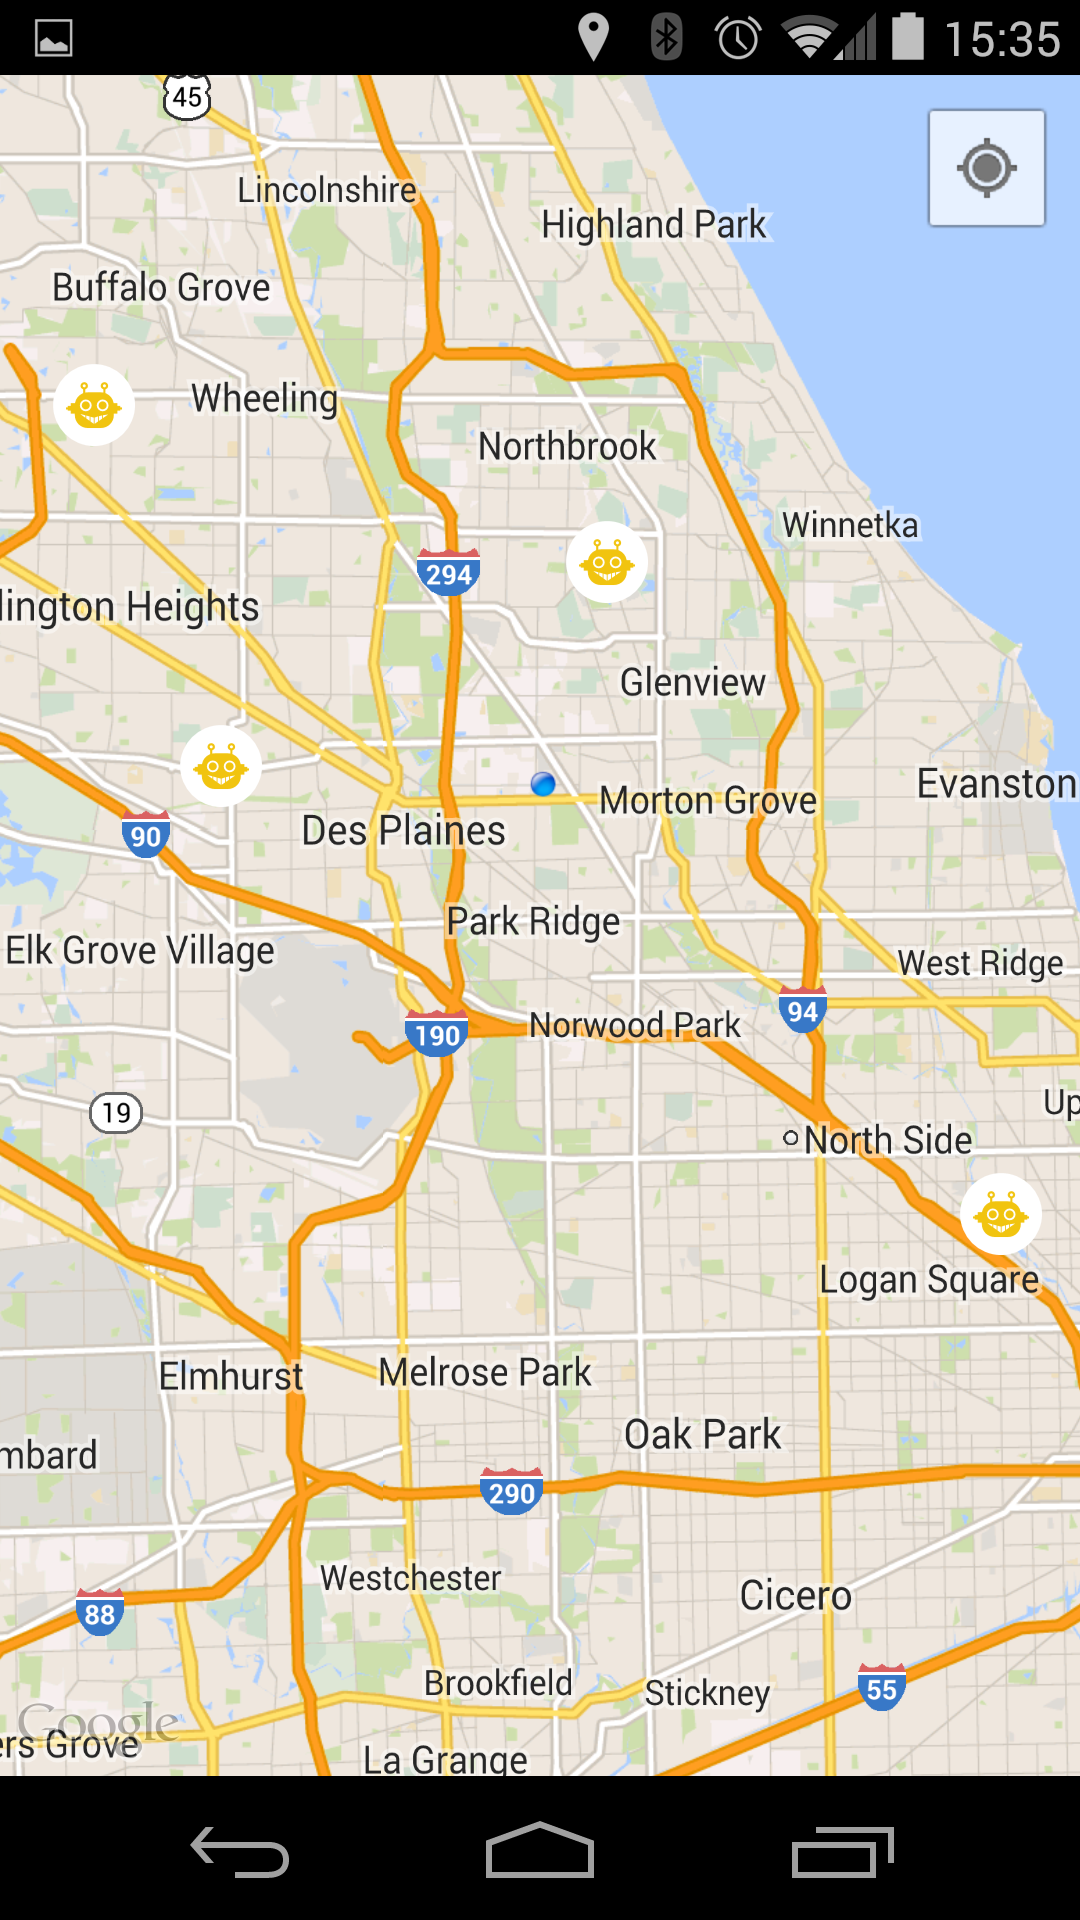 15:35
45
Lincolnshire
Highland Park
Buffalo Grove
Wheeling
Northbrook
Winnetka
294
lington Heights
Glenview
Evanston
Morton Grove
Des Plaines
90
Park Ridge
Elk Grove Village
West Ridge
94
Norwood Park
190
Up
19
North Side
Logan Square
Melrose Park
Elmhurst
Oak Park
mbard
290
Westchester
Cicero
88
Brookfield
Stickney
55
Google
ers Grove
La Grange